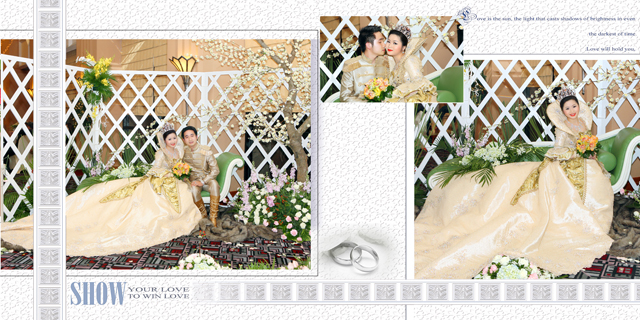 Love is the sun, the light that casts shadows of brightness in even
the darkest of time.
Love will hold you,
SHOW YOUR LOVE
TO WIN LOVE